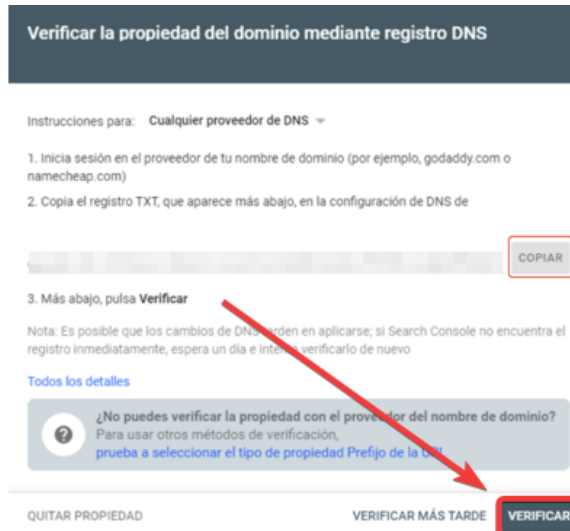 Verificar la propiedad del dominio mediante registro DNS
Instrucciones para: Cualquier proveedor de DNS
1. Inicia sesión en el proveedor de tu nombre de dominio (por ejemplo, godaddy.com o
namecheap.com)
2. Copia el registro TXT, que aparece más abajo, en la configuración de DNS de
COPIAR
3. Más abajo, pulsa Verificar
Nota: Es posible que los cambios de DNS tarden en aplicarse; si Search Console no encuentra el
registro inmediatamente, espera un día e intenta verificarlo de nuevo
Todos los detalles
¿No puedes verificar la propiedad con el proveedor del nombre de dominio?
Para usar otros métodos de verificación,
prueba a seleccionar el tipo de propiedad Prefijo de la URL
QUITAR PROPIEDAD VERIFICAR MÁS TARDE VERIFICAR